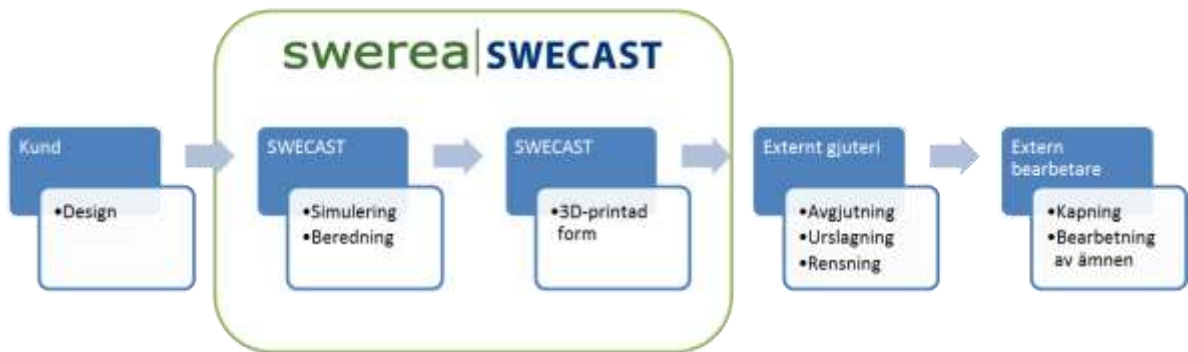 swerea|SWECAST
Kund
•Design
SWECAST
•Simulering
•Beredning
SWECAST
•3D-printad
form
Externt gjuteri
•Avgjutning
•Urslagning
•Rensning
Extern
bearbetare
•Kapning
•Bearbetning
av ämnen